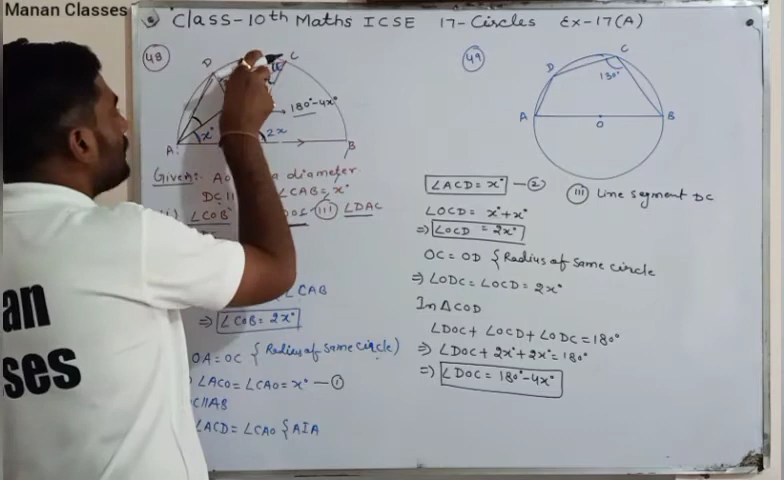 Manan Classes
Class-10th Maths ICSE 17-Circles Ex-17(A)
48
D
C
180°-4x°
x°
2x
A
B
Given:- diameter
DC || ∠CAB = x°
∠COB (iii) ∠DAC
∠CAB
⇒ ∠COB = 2x°
OA = OC { Radius of same circle)
∠ACO = ∠CAO = x° — ①
C||AB
∠ACD = ∠CAO { AIA
49
C
D
130°
A
B
O
∠ACD = x° — ②
(iii) Line segment DC
∠OCD = x° + x°
⇒ ∠OCD = 2x°
OC = OD { Radius of same circle
⇒ ∠ODC = ∠OCD = 2x°
In ΔCOD
∠DOC + ∠OCD + ∠ODC = 180°
⇒ ∠DOC + 2x° + 2x° = 180°
⇒ ∠DOC = 180° - 4x°
an
ses